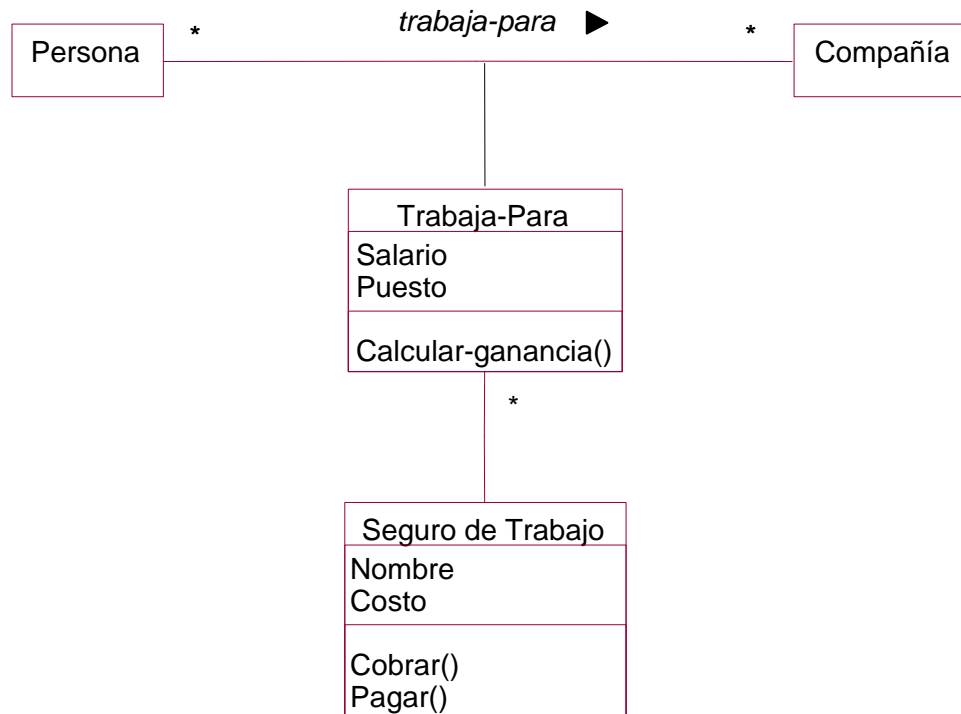 trabaja-para ▶
* *
Persona Compañía
Trabaja-Para
Salario
Puesto
Calcular-ganancia()
*
Seguro de Trabajo
Nombre
Costo
Cobrar()
Pagar()